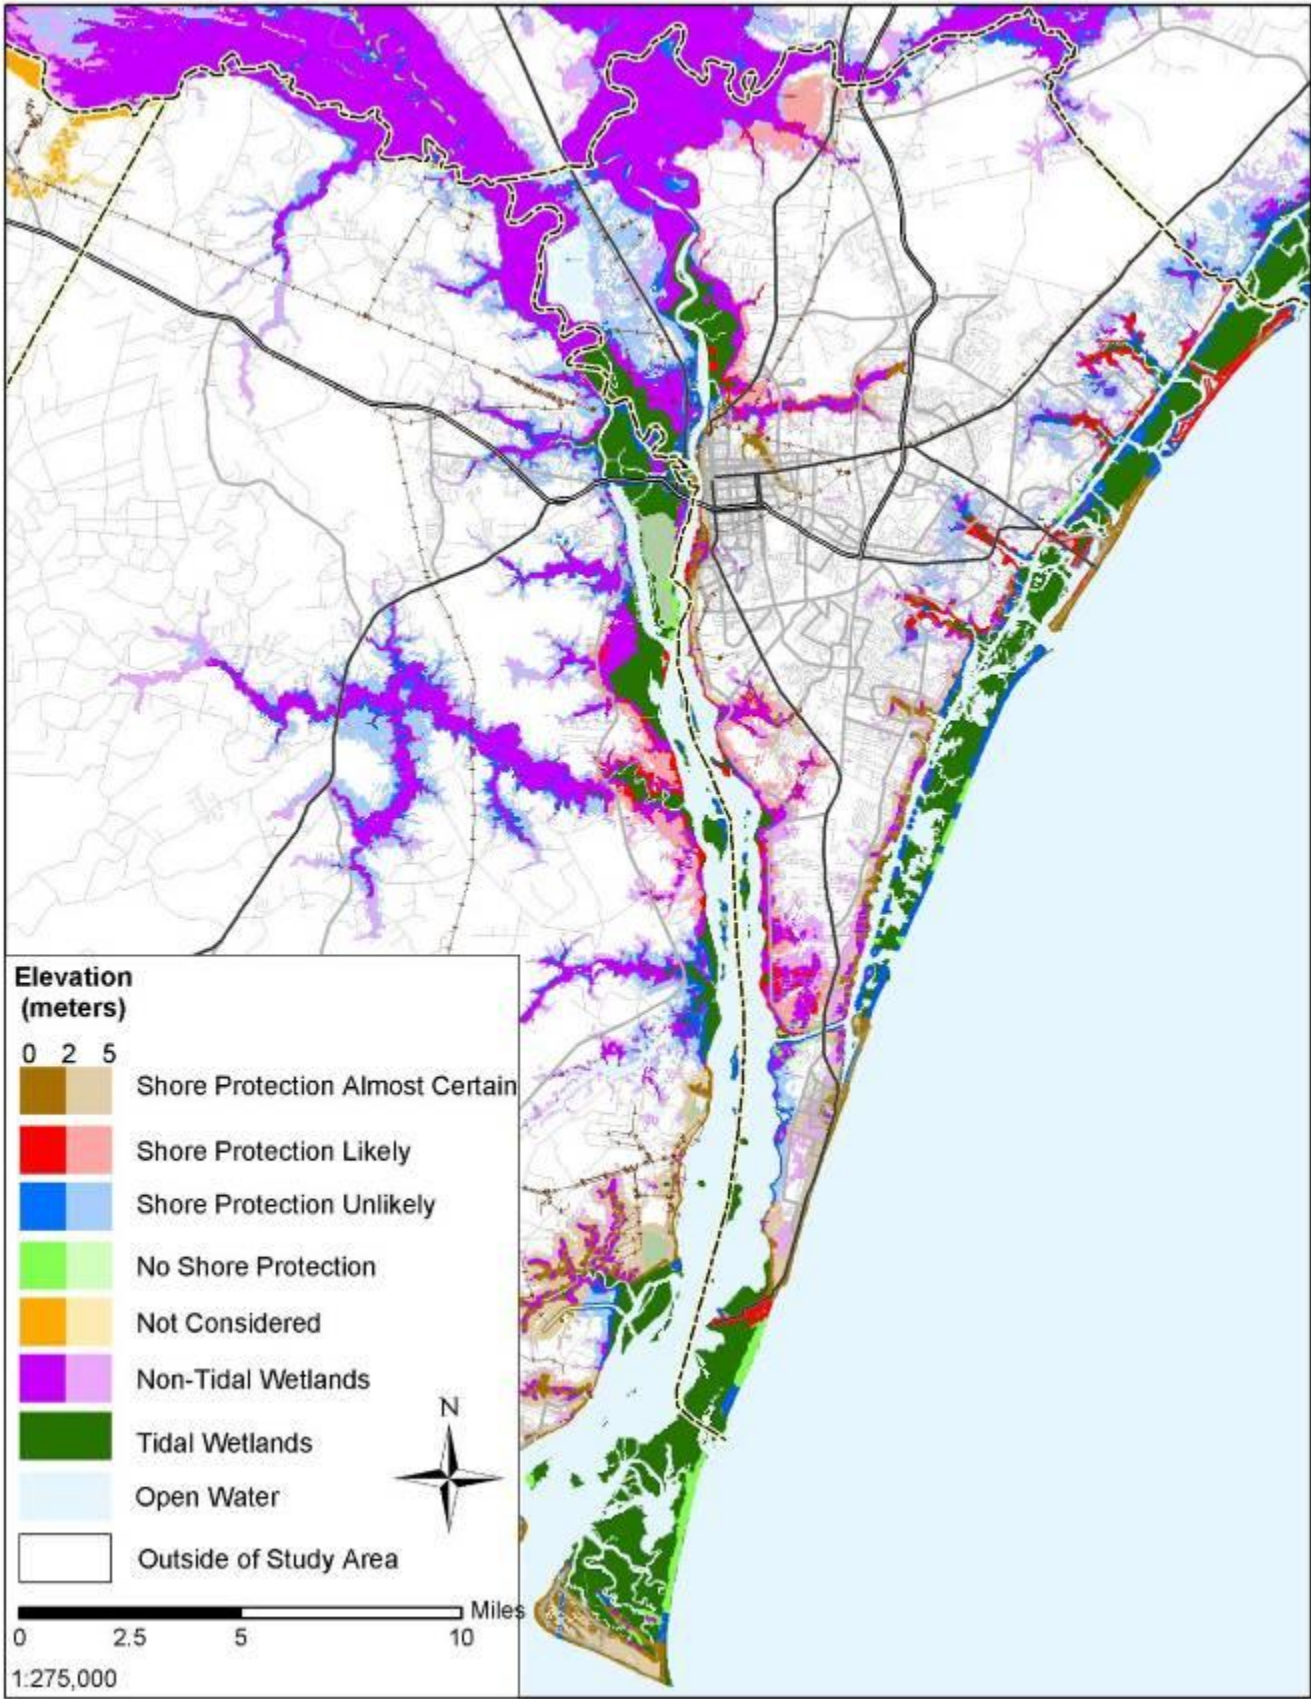 Elevation
(meters)
0 2 5
Shore Protection Almost Certain
Shore Protection Likely
Shore Protection Unlikely
No Shore Protection
Not Considered
Non-Tidal Wetlands
N
Tidal Wetlands
Open Water
Outside of Study Area
Miles
0 2.5 5 10
1:275,000